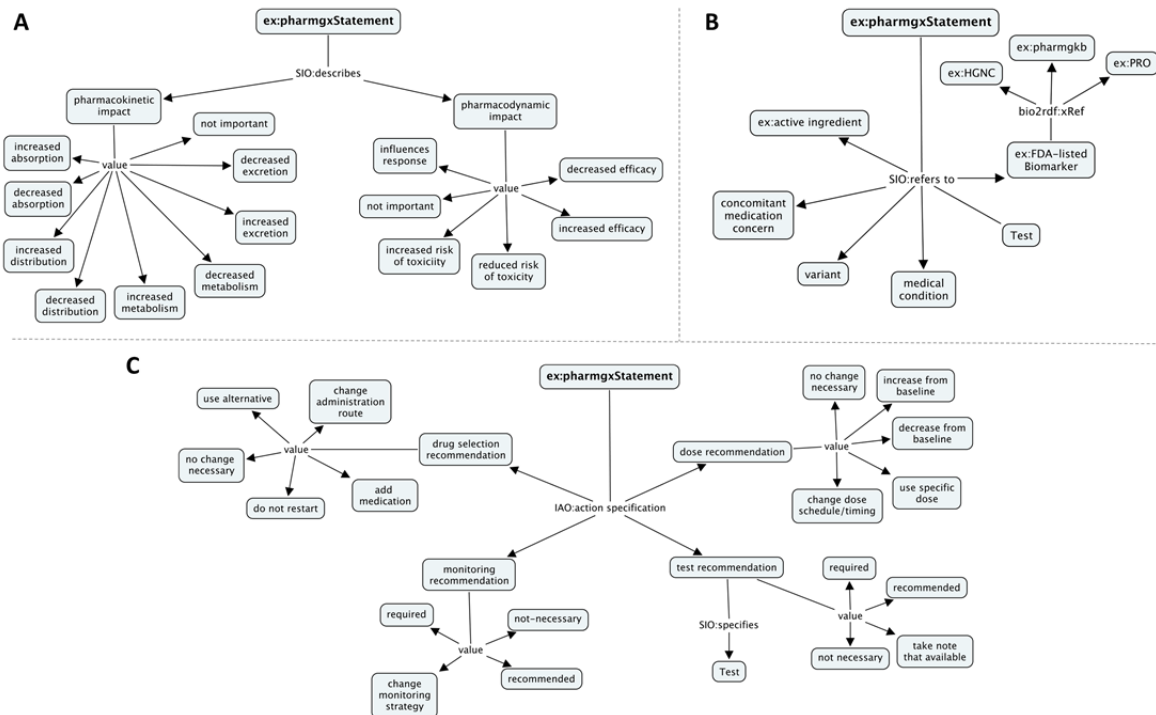 A
ex:pharmgxStatement
SIO:describes
pharmacokinetic
impact
pharmacodynamic
impact
not important
increased
absorption
value
decreased
excretion
decreased
absorption
increased
excretion
increased
distribution
decreased
metabolism
decreased
distribution
increased
metabolism
influences
response
decreased efficacy
value
not important
increased efficacy
increased risk
of toxiciity
reduced risk
of toxicity
B
ex:pharmgxStatement
ex:pharmgkb
ex:HGNC
ex:PRO
bio2rdf:xRef
ex:active ingredient
ex:FDA-listed
Biomarker
SIO:refers to
concomitant
medication
concern
Test
variant
medical
condition
C
ex:pharmgxStatement
use alternative
change
administration
route
value
drug selection
recommendation
no change
necessary
add
medication
do not restart
no change
necessary
increase from
baseline
dose recommendation
value
decrease from
baseline
use specific
dose
change dose
schedule/timing
IAO:action specification
monitoring
recommendation
required
not-necessary
value
change
monitoring
strategy
recommended
test recommendation
SIO:specifies
Test
required
recommended
value
not necessary
take note
that available